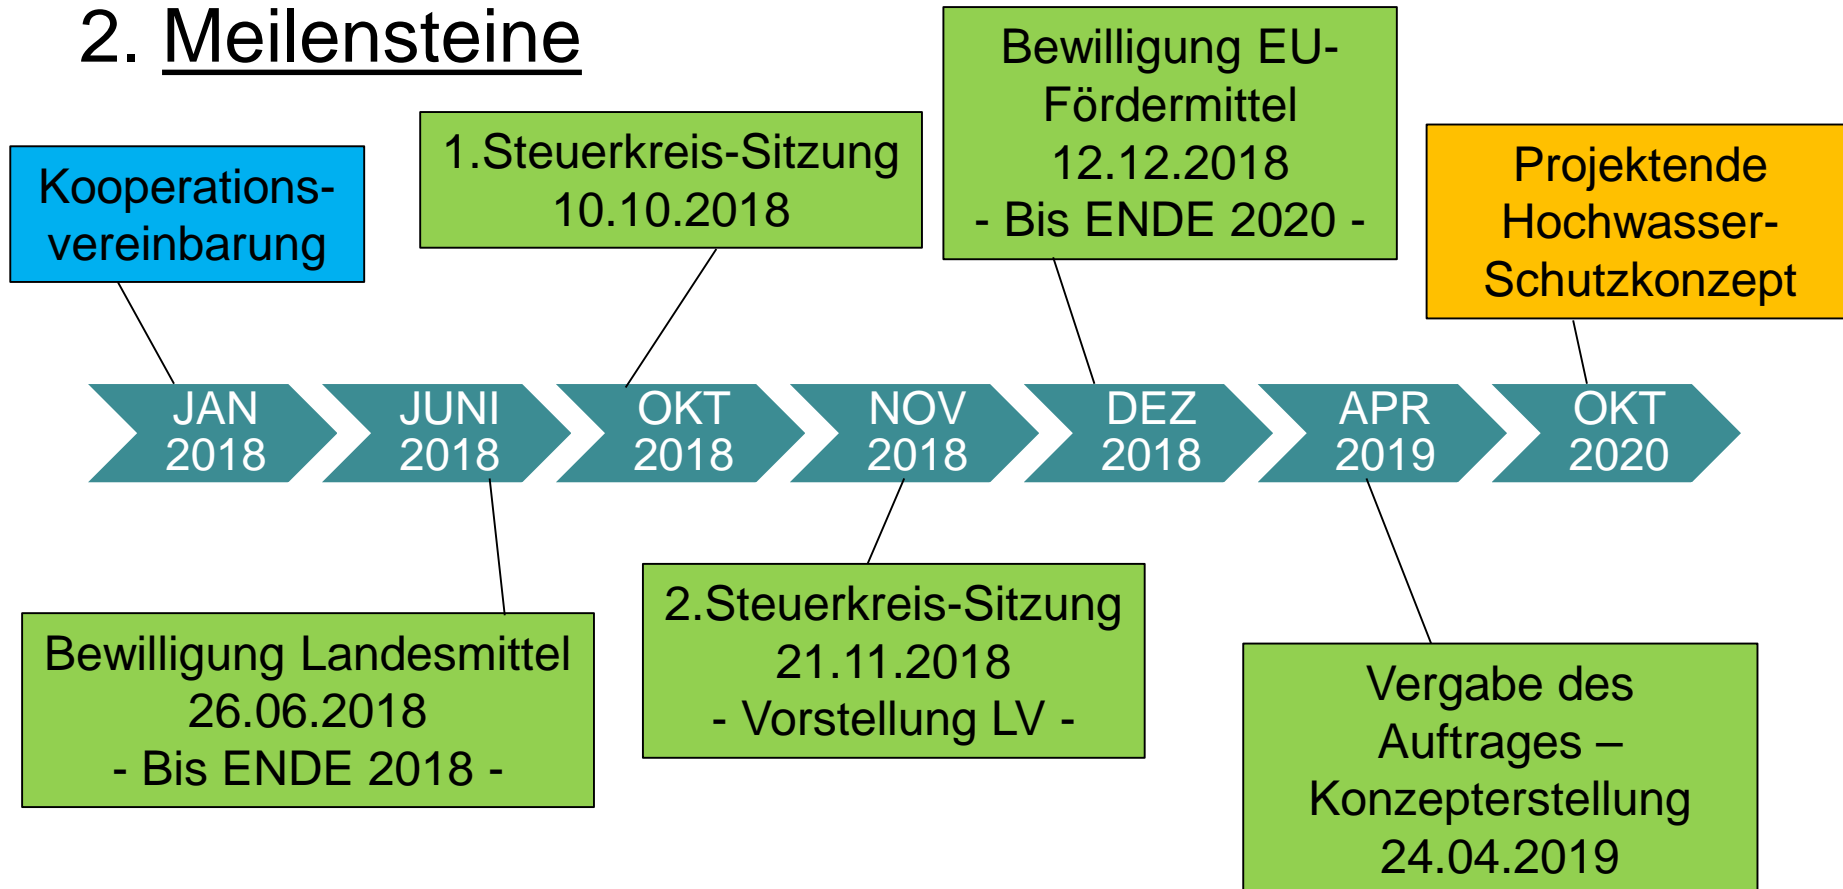 2. Meilensteine
Kooperations-
vereinbarung
1.Steuerkreis-Sitzung
10.10.2018
Bewilligung EU-
Fördermittel
12.12.2018
- Bis ENDE 2020 -
Projektende
Hochwasser-
Schutzkonzept
JAN
2018
JUNI
2018
OKT
2018
NOV
2018
DEZ
2018
APR
2019
OKT
2020
Bewilligung Landesmittel
26.06.2018
- Bis ENDE 2018 -
2.Steuerkreis-Sitzung
21.11.2018
- Vorstellung LV -
Vergabe des
Auftrages –
Konzepterstellung
24.04.2019